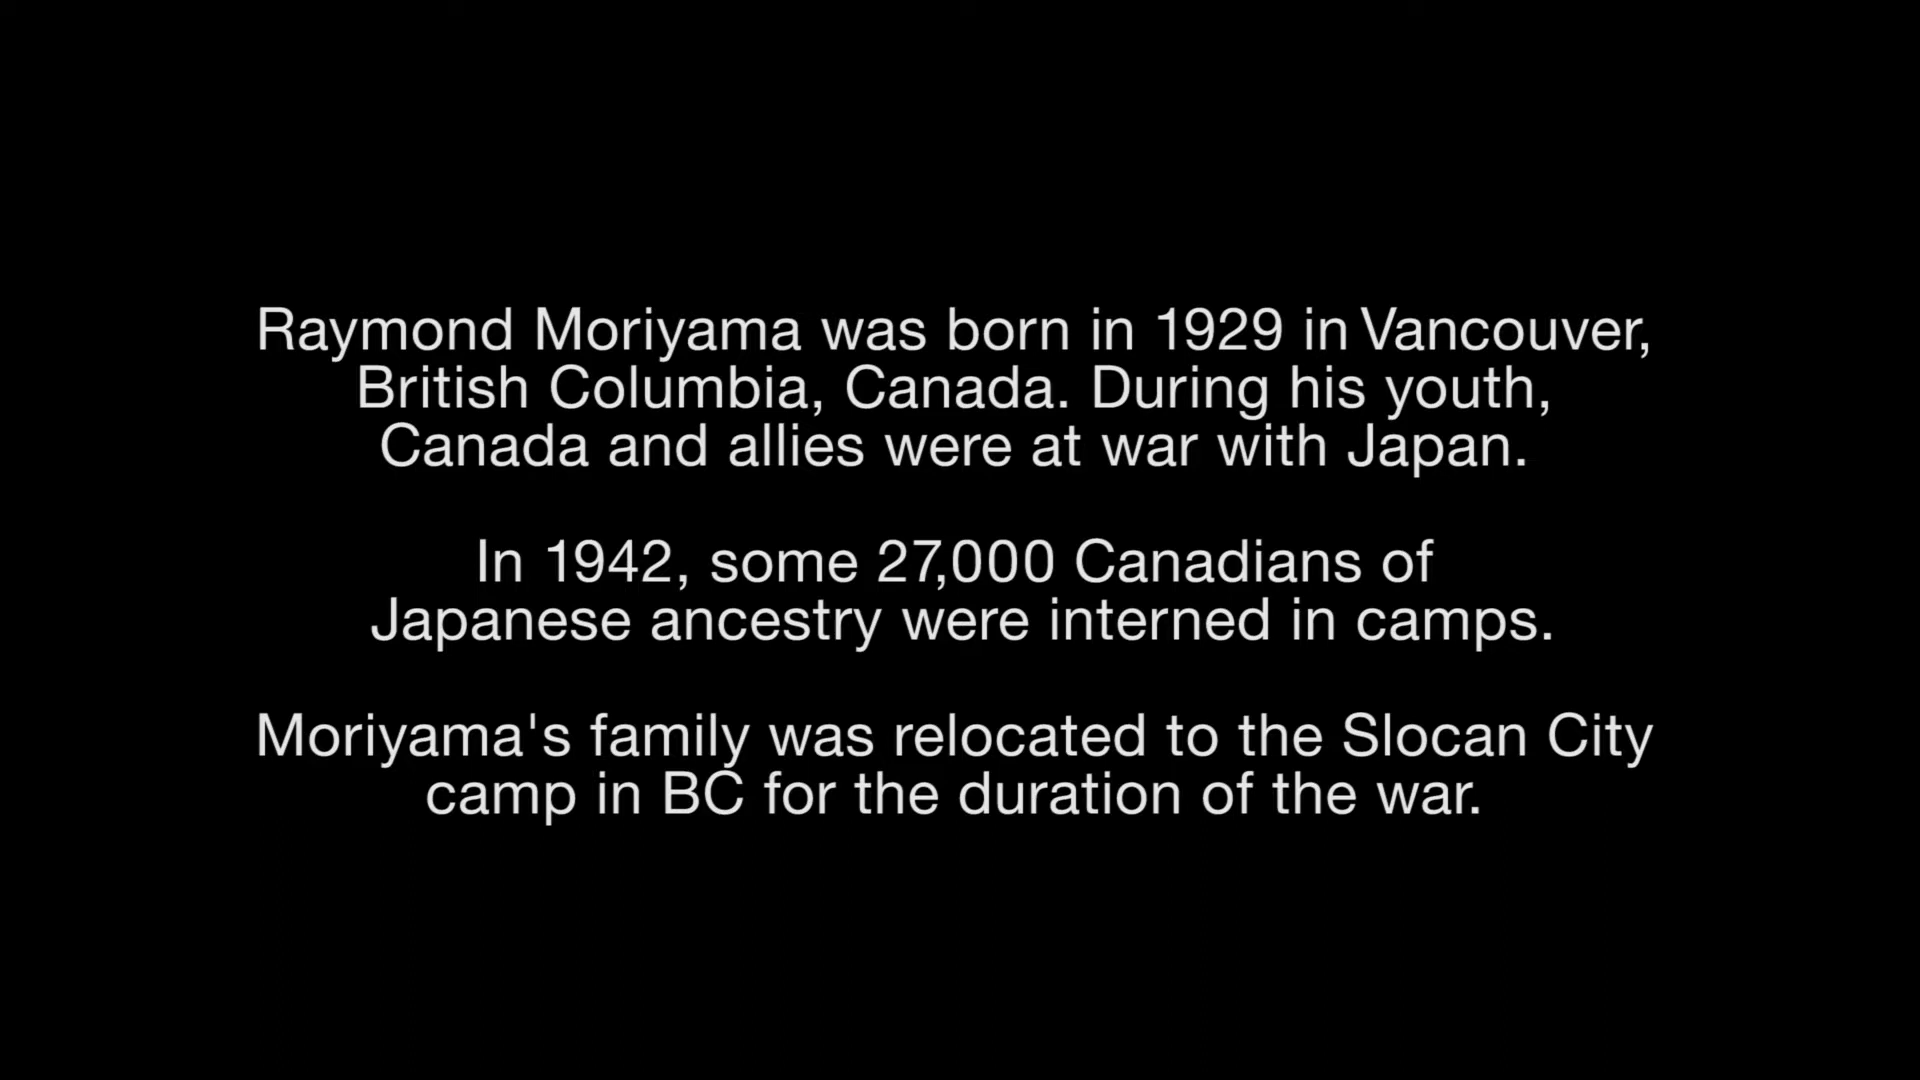 Raymond Moriyama was born in 1929 in Vancouver,
British Columbia, Canada. During his youth,
Canada and allies were at war with Japan.
In 1942, some 27,000 Canadians of
Japanese ancestry were interned in camps.
Moriyama's family was relocated to the Slocan City
camp in BC for the duration of the war.